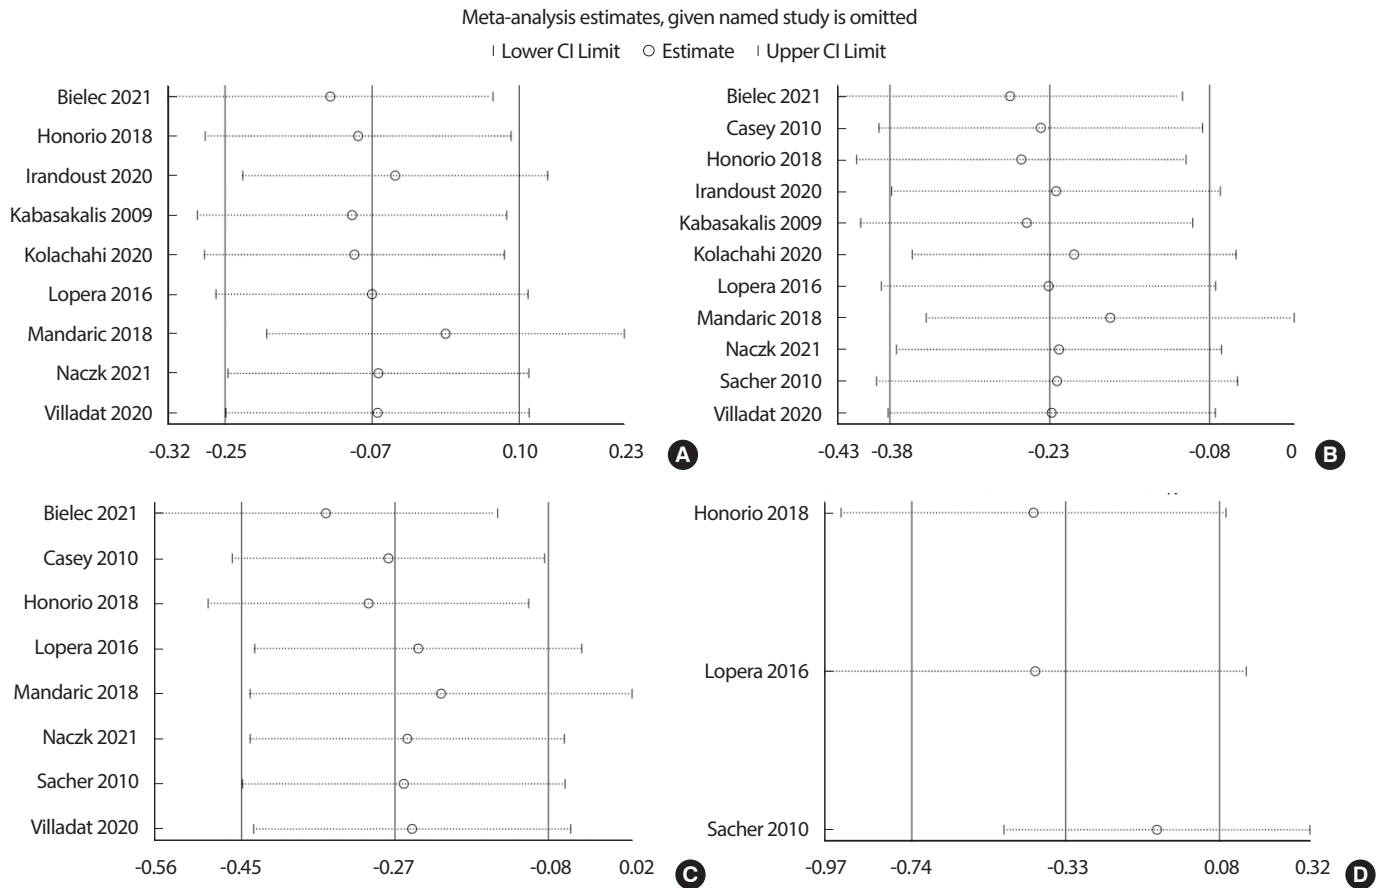 Meta-analysis estimates, given named study is omitted
| Lower CI Limit ○ Estimate | Upper CI Limit
Bielec 2021
Honorio 2018
Irandoust 2020
Kabasakalis 2009
Kolachahi 2020
Lopera 2016
Mandaric 2018
Naczk 2021
Villadat 2020
-0.32 -0.25 -0.07 0.10 0.23
A
Bielec 2021
Casey 2010
Honorio 2018
Irandoust 2020
Kabasakalis 2009
Kolachahi 2020
Lopera 2016
Mandaric 2018
Naczk 2021
Sacher 2010
Villadat 2020
-0.43 -0.38 -0.23 -0.08 0
B
Bielec 2021
Casey 2010
Honorio 2018
Lopera 2016
Mandaric 2018
Naczk 2021
Sacher 2010
Villadat 2020
-0.56 -0.45 -0.27 -0.08 0.02
C
Honorio 2018
Lopera 2016
Sacher 2010
-0.97 -0.74 -0.33 0.08 0.32
D